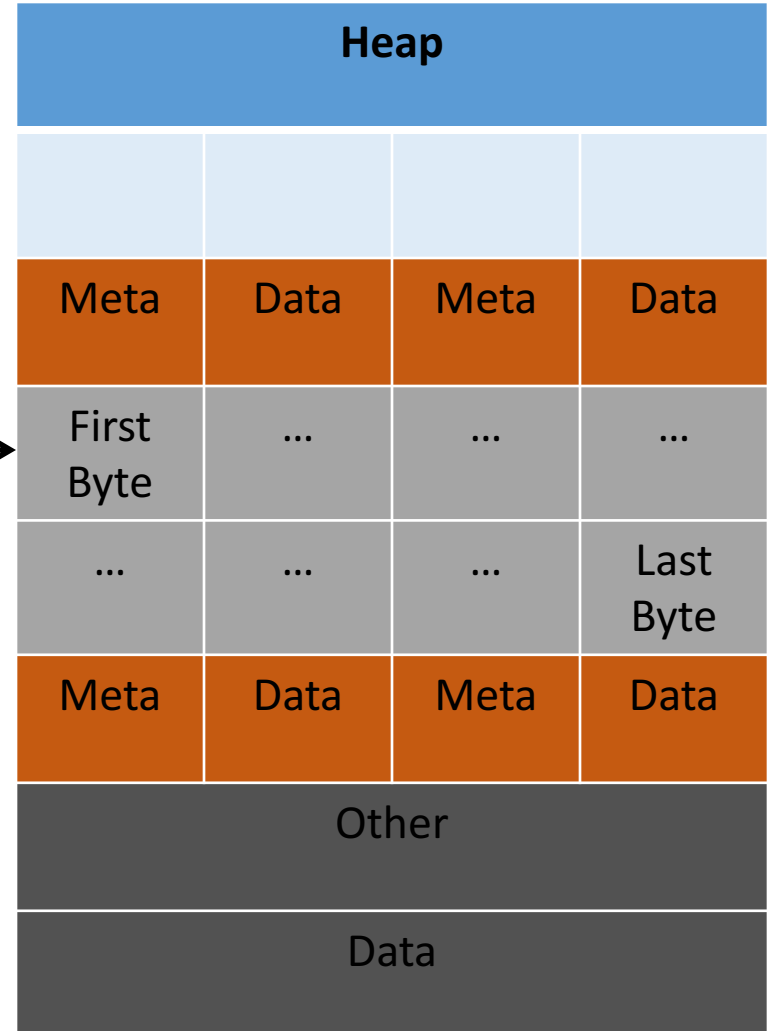 Heap
Meta Data Meta Data
First Byte ... ... ...
... ... ... Last Byte
Meta Data Meta Data
Other
Data